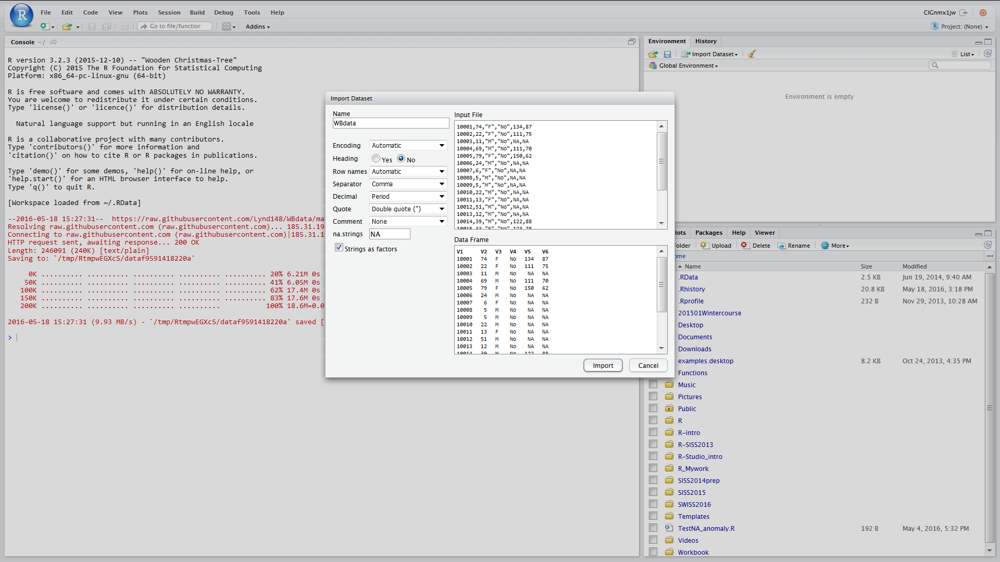 File Edit Code View Plots Session Build Debug Tools Help
CIGnmx1jw
Go to file/function
Addins
Project: (None)
Console ~/
R version 3.2.3 (2015-12-10) -- "Wooden Christmas-Tree"
Copyright (C) 2015 The R Foundation for Statistical Computing
Platform: x86_64-pc-linux-gnu (64-bit)
R is free software and comes with ABSOLUTELY NO WARRANTY.
You are welcome to redistribute it under certain conditions.
Type 'license()' or 'licence()' for distribution details.
Natural language support but running in an English locale
R is a collaborative project with many contributors.
Type 'contributors()' for more information and
'citation()' on how to cite R or R packages in publications.
Type 'demo()' for some demos, 'help()' for on-line help, or
'help.start()' for an HTML browser interface to help.
Type 'q()' to quit R.
[Workspace loaded from ~/.RData]
--2016-05-18 15:27:31-- https://raw.githubusercontent.com/Lynd148/WBdata/ma
Resolving raw.githubusercontent.com (raw.githubusercontent.com)... 185.31.19
Connecting to raw.githubusercontent.com (raw.githubusercontent.com)|185.31.1
HTTP request sent, awaiting response... 200 OK
Length: 246091 (240K) [text/plain]
Saving to: `/tmp/RtmpwEGXcS/dataf9591418220a'
0K .......... .......... .......... .......... .......... 20% 6.21M 0s
50K .......... .......... .......... .......... .......... 41% 6.05M 0s
100K .......... .......... .......... .......... .......... 62% 17.4M 0s
150K .......... .......... .......... .......... .......... 83% 17.6M 0s
200K .......... .......... .......... .......... 100% 18.6M=0.0
2016-05-18 15:27:31 (9.93 MB/s) - `/tmp/RtmpwEGXcS/dataf9591418220a' saved [
>
Import Dataset
Name
WBdata
Encoding Automatic
Heading Yes No
Row names Automatic
Separator Comma
Decimal Period
Quote Double quote (")
Comment None
na.strings NA
Strings as factors
Input File
10001,74,"F","No",134,87
10002,22,"F","No",111,75
10003,11,"M","No",NA,NA
10004,69,"M","No",111,70
10005,79,"F","No",150,62
10006,24,"M","No",NA,NA
10007,6,"F","No",NA,NA
10008,5,"M","No",NA,NA
10009,5,"M","No",NA,NA
10010,22,"M","No",NA,NA
10011,13,"F","No",NA,NA
10012,51,"M","No",NA,NA
10013,12,"M","No",NA,NA
10014,39,"M","No",122,88
10015,33,"F","No",123,78
Data Frame
V1 V2 V3 V4 V5 V6
10001 74 F No 134 87
10002 22 F No 111 75
10003 11 M No NA NA
10004 69 M No 111 70
10005 79 F No 150 62
10006 24 M No NA NA
10007 6 F No NA NA
10008 5 M No NA NA
10009 5 M No NA NA
10010 22 M No NA NA
10011 13 F No NA NA
10012 51 M No NA NA
10013 12 M No NA NA
10014 39 M No 122 88
Import Cancel
Environment History
Import Dataset
List
Global Environment
Environment is empty
lots Packages Help Viewer
older Upload Delete Rename More
ome ...
Name Size Modified
.RData 2.5 KB Jun 19, 2014, 9:40 AM
.Rhistory 20.8 KB May 18, 2016, 3:18 PM
.Rprofile 232 B Nov 29, 2013, 10:28 AM
201501Wintercourse
Desktop
Documents
Downloads
examples.desktop 8.2 KB Oct 24, 2013, 4:35 PM
Functions
Music
Pictures
Public
R
R-intro
R-SISS2013
R-Studio_intro
R_Mywork
SISS2014prep
SISS2015
SWISS2016
Templates
TestNA_anomaly.R 192 B May 4, 2016, 5:32 PM
Videos
Workbook